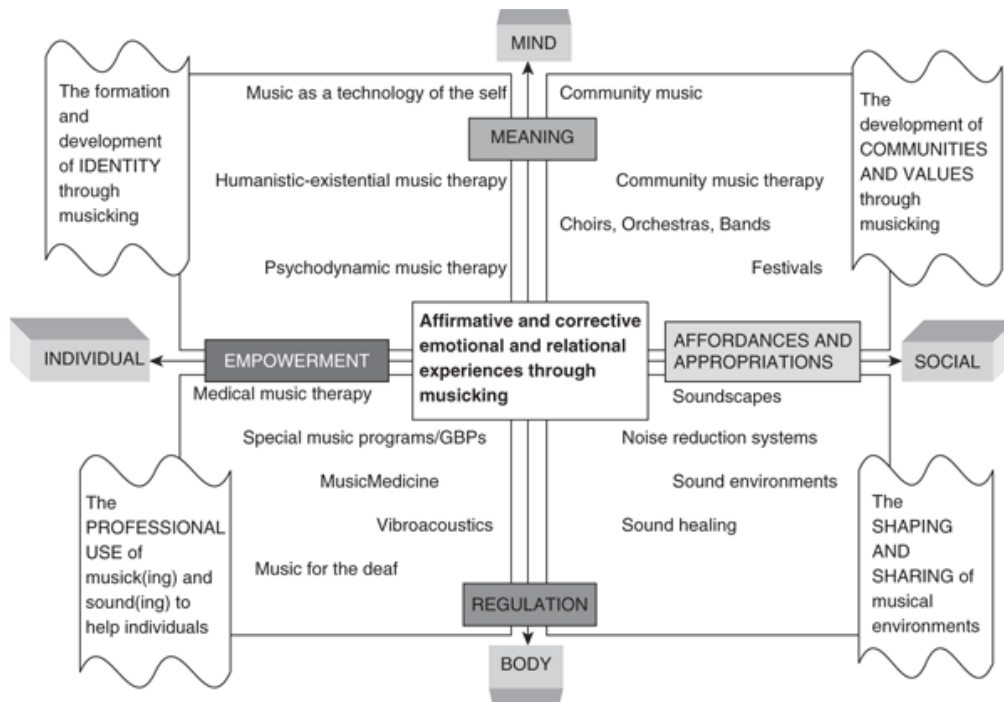 MIND
The formation
and
development
of IDENTITY
through
musicking
Music as a technology of the self
MEANING
Humanistic-existential music therapy
Psychodynamic music therapy
Community music
Community music therapy
Choirs, Orchestras, Bands
Festivals
The
development of
COMMUNITIES
AND VALUES
through
musicking
INDIVIDUAL
EMPOWERMENT
Affirmative and corrective
emotional and relational
experiences through
musicking
AFFORDANCES AND
APPROPRIATIONS
SOCIAL
Medical music therapy
Special music programs/GBPs
MusicMedicine
Vibroacoustics
Music for the deaf
The
PROFESSIONAL
USE of
musick(ing) and
sound(ing) to
help individuals
Soundscapes
Noise reduction systems
Sound environments
Sound healing
The
SHAPING
AND
SHARING of
musical
environments
REGULATION
BODY